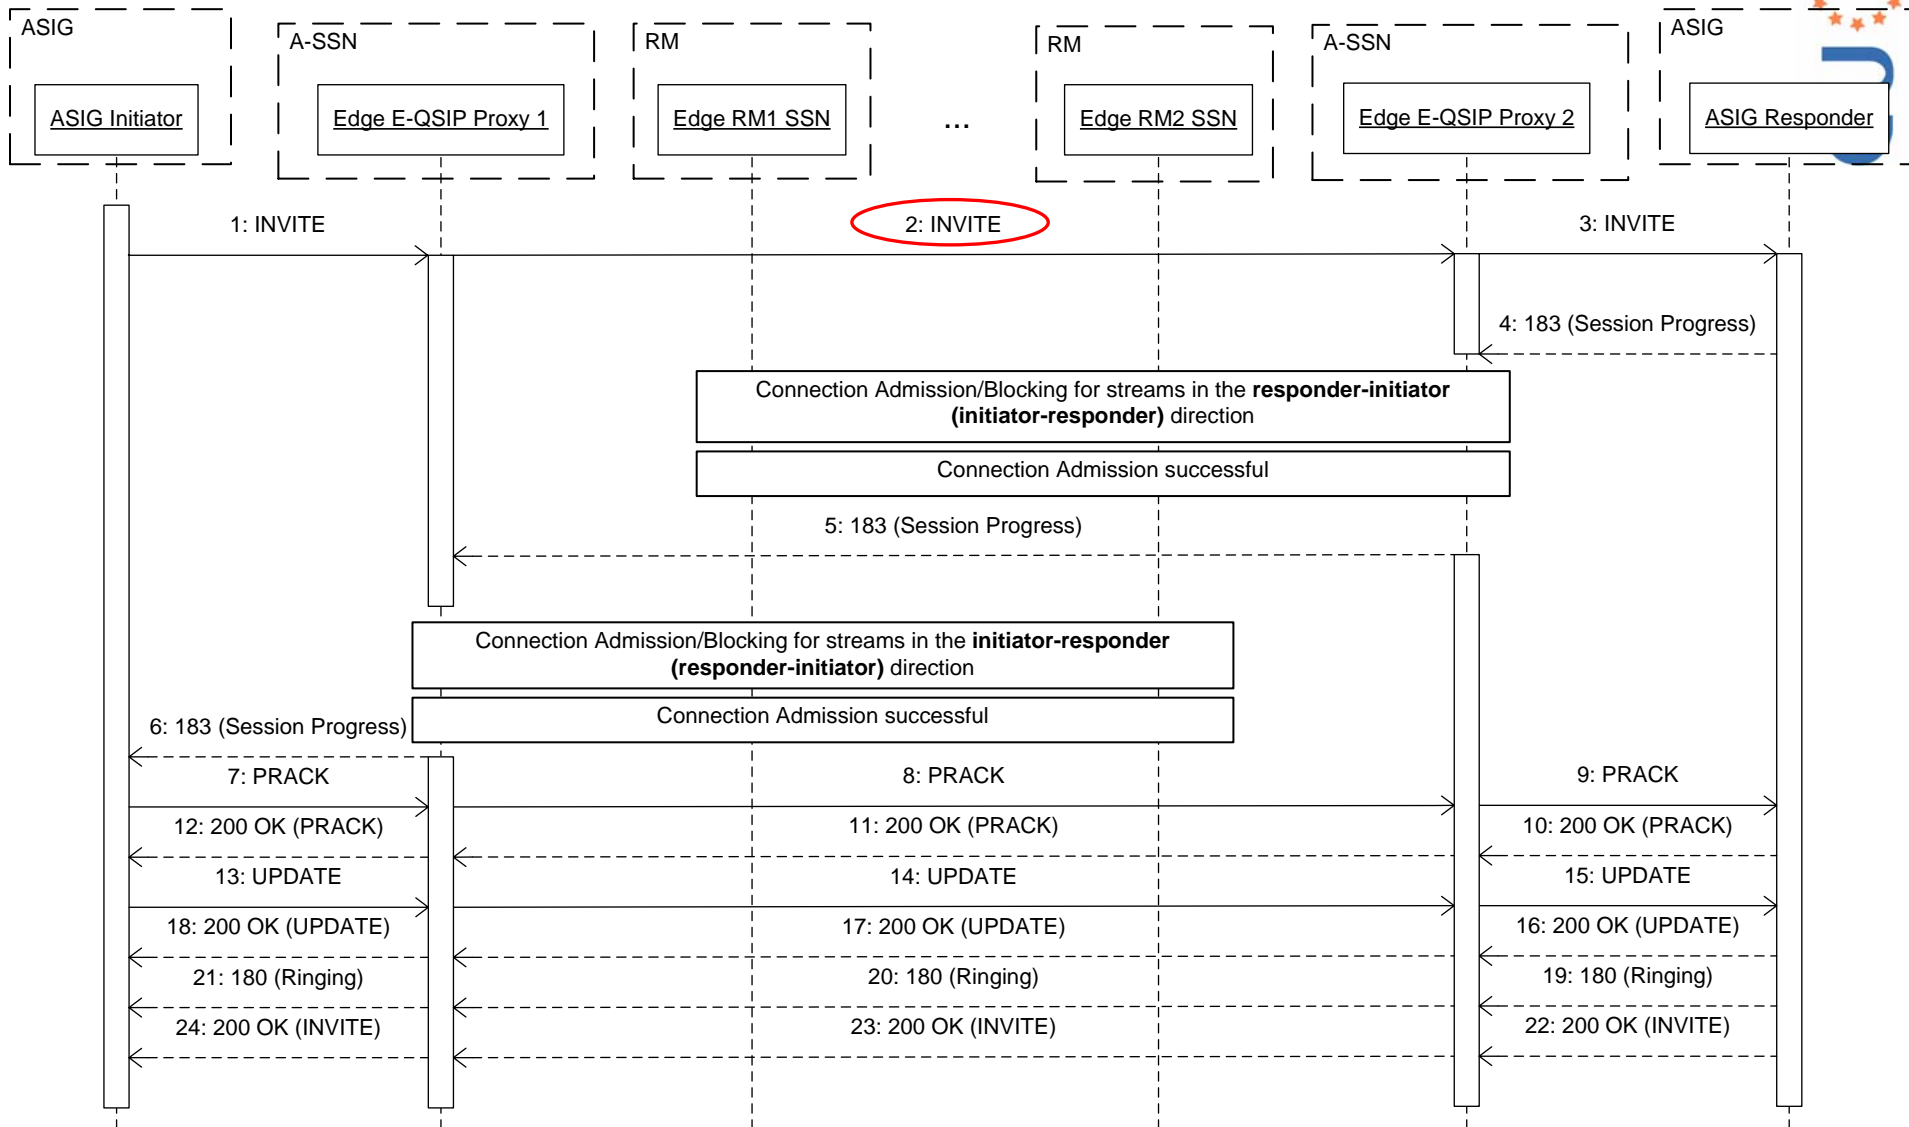 ASIG
A-SSN
RM
RM
A-SSN
ASIG
ASIG Initiator
Edge E-QSIP Proxy 1
Edge RM1 SSN
...
Edge RM2 SSN
Edge E-QSIP Proxy 2
ASIG Responder
1: INVITE
2: INVITE
3: INVITE
4: 183 (Session Progress)
Connection Admission/Blocking for streams in the responder-initiator
(initiator-responder) direction
Connection Admission successful
5: 183 (Session Progress)
Connection Admission/Blocking for streams in the initiator-responder
(responder-initiator) direction
Connection Admission successful
6: 183 (Session Progress)
7: PRACK
8: PRACK
9: PRACK
12: 200 OK (PRACK)
11: 200 OK (PRACK)
10: 200 OK (PRACK)
13: UPDATE
14: UPDATE
15: UPDATE
18: 200 OK (UPDATE)
17: 200 OK (UPDATE)
16: 200 OK (UPDATE)
21: 180 (Ringing)
20: 180 (Ringing)
19: 180 (Ringing)
24: 200 OK (INVITE)
23: 200 OK (INVITE)
22: 200 OK (INVITE)